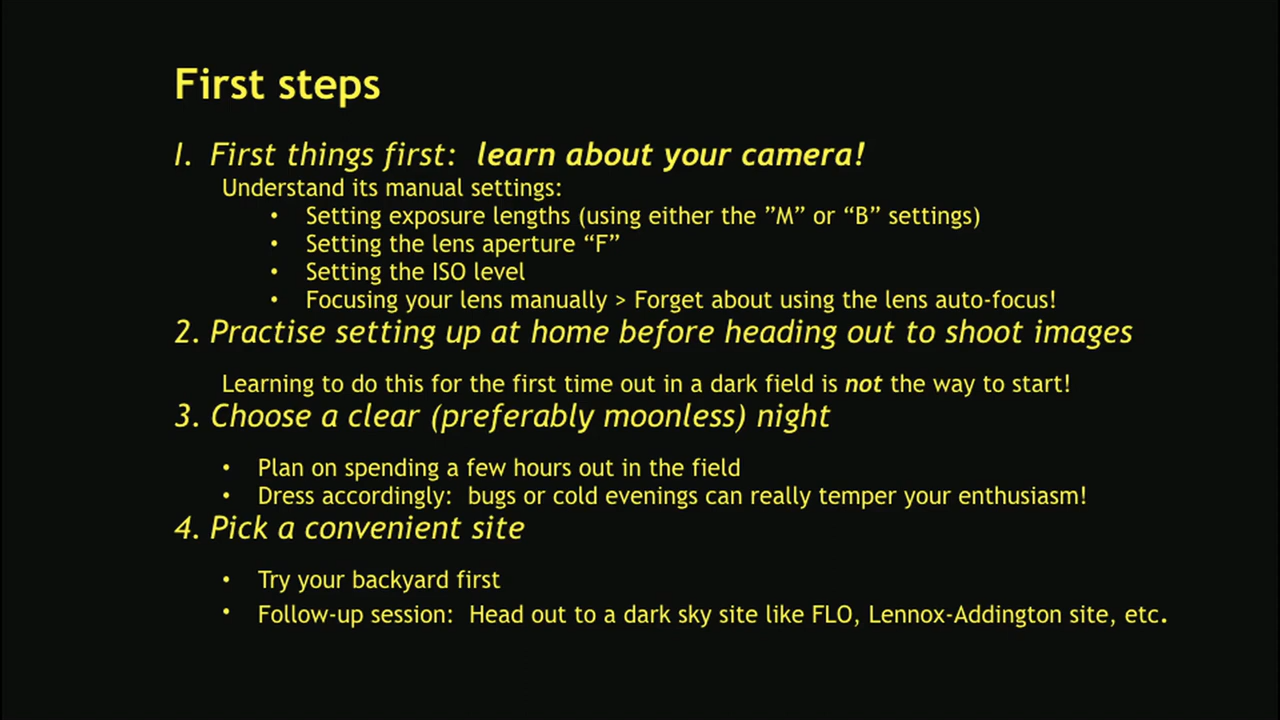 First steps
1. First things first: learn about your camera!
Understand its manual settings:
• Setting exposure lengths (using either the ”M” or “B” settings)
• Setting the lens aperture “F”
• Setting the ISO level
• Focusing your lens manually > Forget about using the lens auto-focus!
2. Practise setting up at home before heading out to shoot images
Learning to do this for the first time out in a dark field is not the way to start!
3. Choose a clear (preferably moonless) night
• Plan on spending a few hours out in the field
• Dress accordingly: bugs or cold evenings can really temper your enthusiasm!
4. Pick a convenient site
• Try your backyard first
• Follow-up session: Head out to a dark sky site like FLO, Lennox-Addington site, etc.